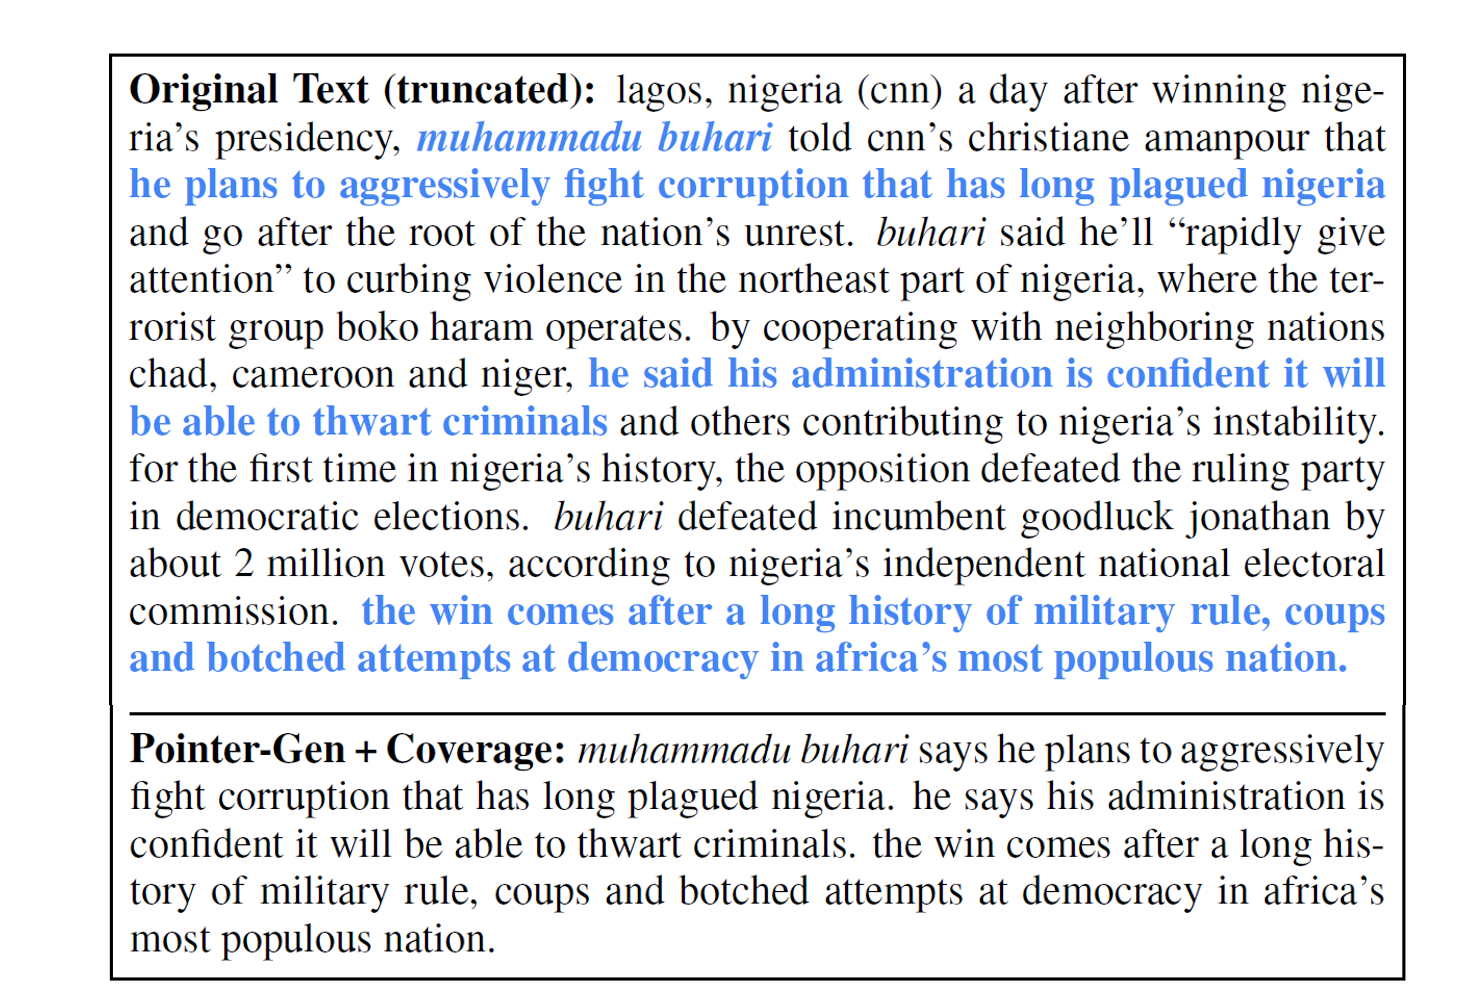 Original Text (truncated): lagos, nigeria (cnn) a day after winning nige-
ria’s presidency, muhammadu buhari told cnn’s christiane amanpour that
he plans to aggressively fight corruption that has long plagued nigeria
and go after the root of the nation’s unrest. buhari said he’ll “rapidly give
attention” to curbing violence in the northeast part of nigeria, where the ter-
rorist group boko haram operates. by cooperating with neighboring nations
chad, cameroon and niger, he said his administration is confident it will
be able to thwart criminals and others contributing to nigeria’s instability.
for the first time in nigeria’s history, the opposition defeated the ruling party
in democratic elections. buhari defeated incumbent goodluck jonathan by
about 2 million votes, according to nigeria’s independent national electoral
commission. the win comes after a long history of military rule, coups
and botched attempts at democracy in africa’s most populous nation.
Pointer-Gen + Coverage: muhammadu buhari says he plans to aggressively
fight corruption that has long plagued nigeria. he says his administration is
confident it will be able to thwart criminals. the win comes after a long his-
tory of military rule, coups and botched attempts at democracy in africa’s
most populous nation.